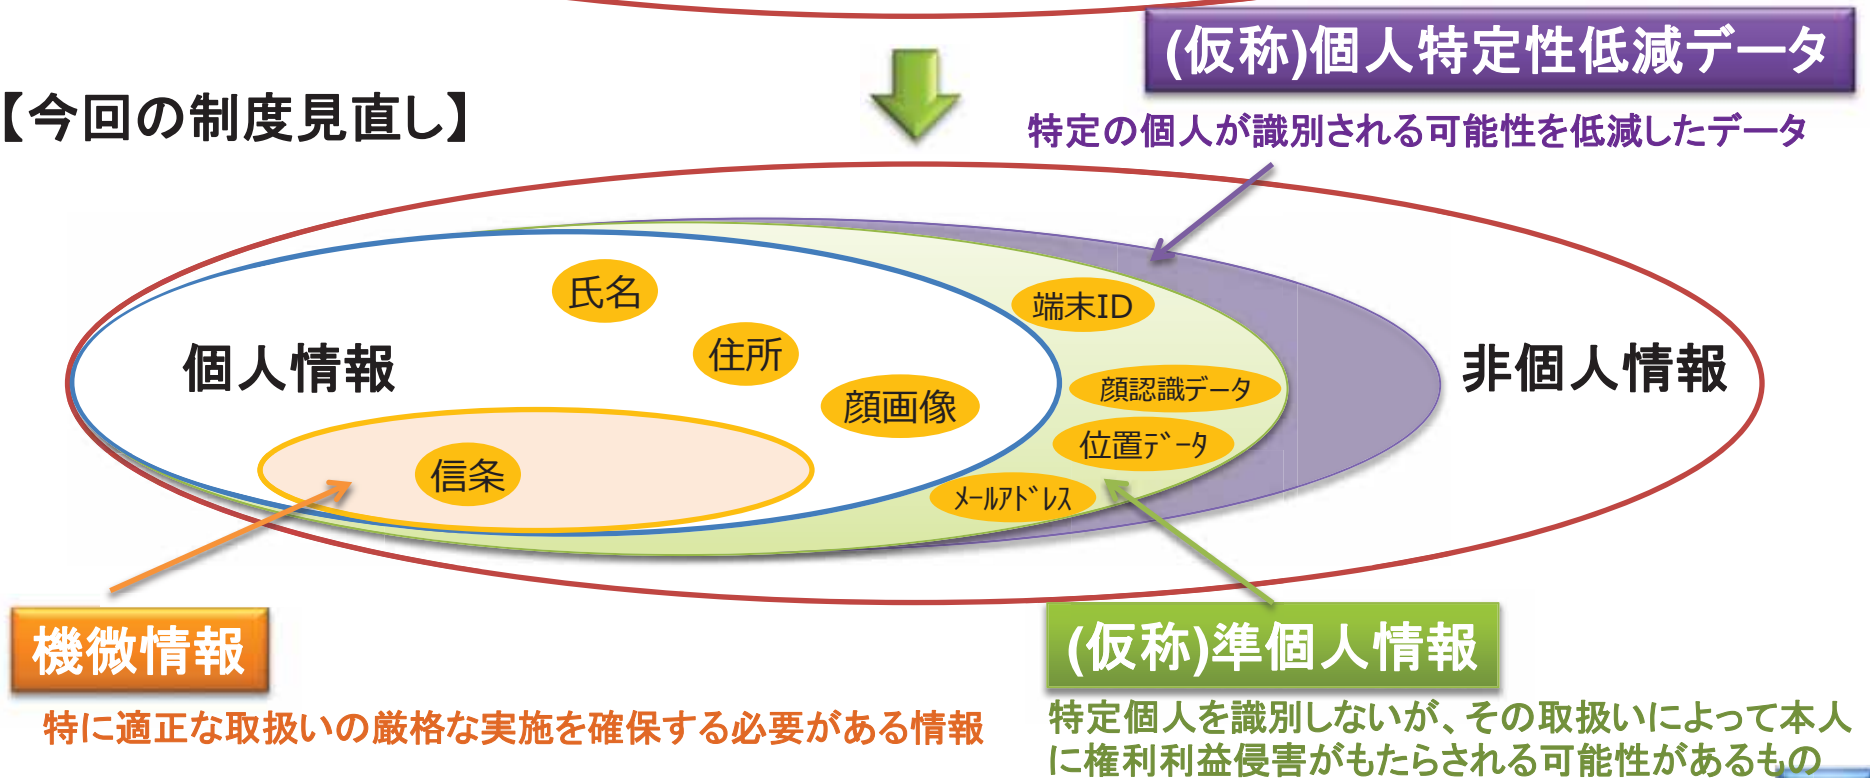 (仮称)個人特定性低減データ
【今回の制度見直し】
特定の個人が識別される可能性を低減したデータ
氏名
端末ID
住所
個人情報
非個人情報
顔認識データ
顔画像
位置データ
信条
メールアドレス
機微情報
(仮称)準個人情報
特に適正な取扱いの厳格な実施を確保する必要がある情報
特定個人を識別しないが、その取扱いによって本人
に権利利益侵害がもたらされる可能性があるもの